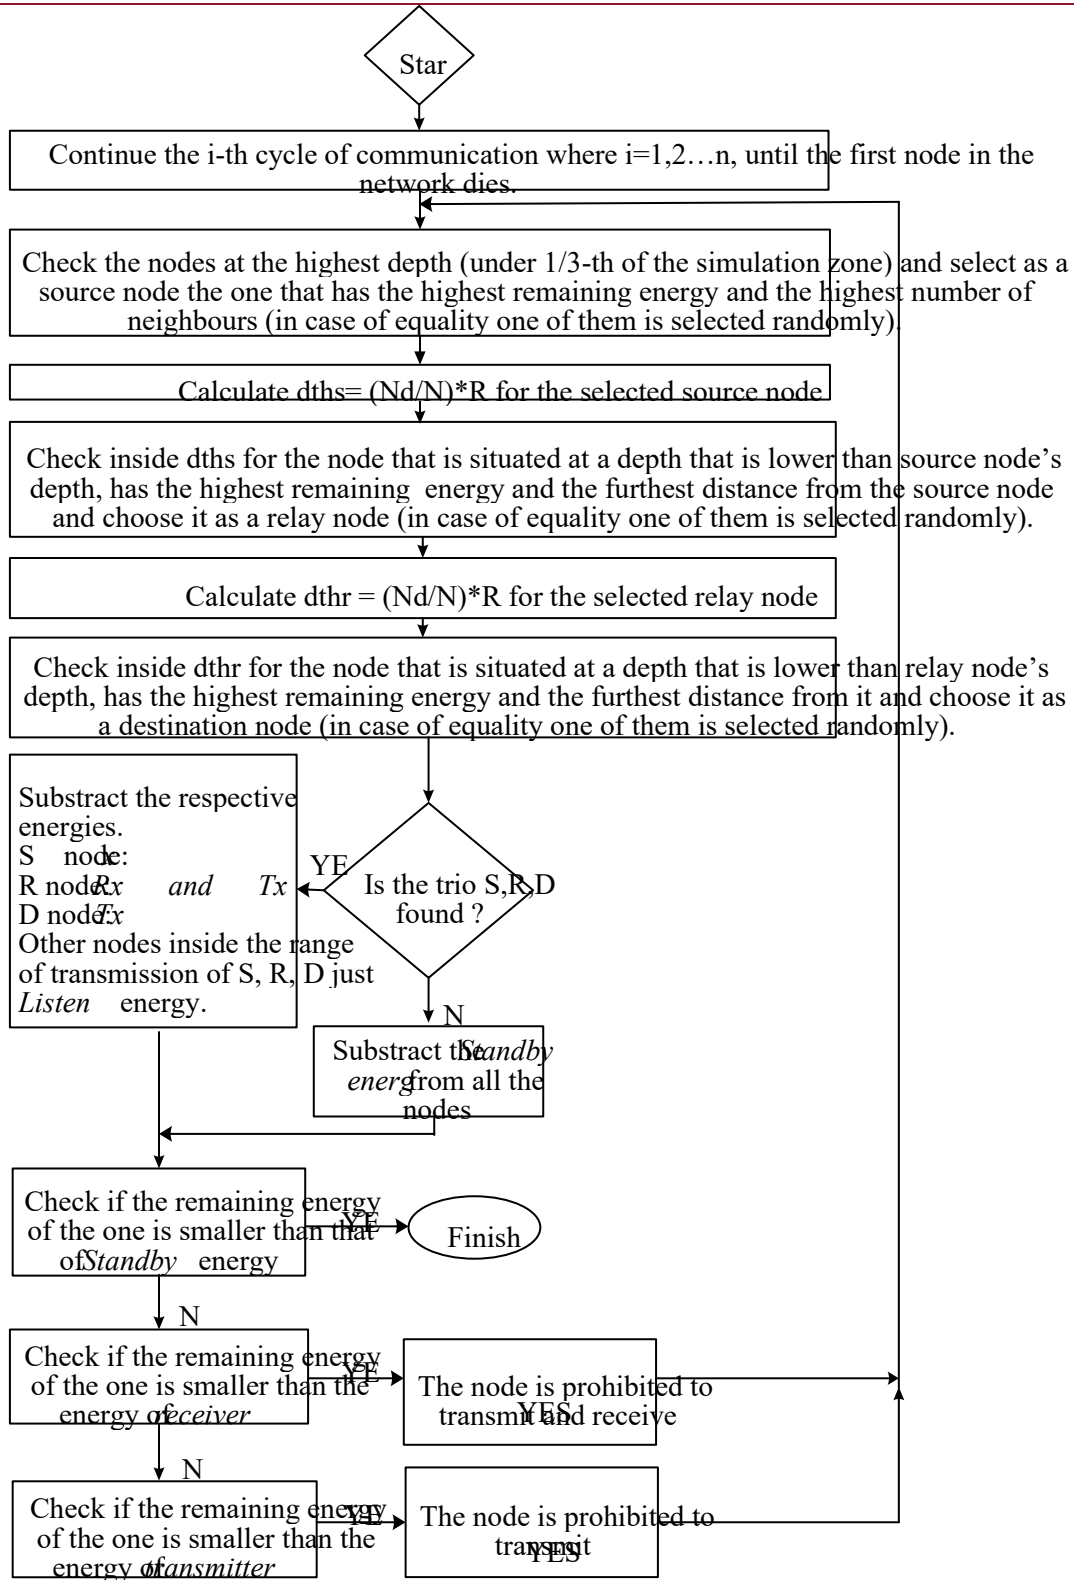 Star
Continue the i-th cycle of communication where i=1,2…n, until the first node in the
network dies.
Check the nodes at the highest depth (under 1/3-th of the simulation zone) and select as a
source node the one that has the highest remaining energy and the highest number of
neighbours (in case of equality one of them is selected randomly).
Calculate dths= (Nd/N)*R for the selected source node
Check inside dths for the node that is situated at a depth that is lower than source node’s
depth, has the highest remaining energy and the furthest distance from the source node
and choose it as a relay node (in case of equality one of them is selected randomly).
Calculate dthr = (Nd/N)*R for the selected relay node
Check inside dthr for the node that is situated at a depth that is lower than relay node’s
depth, has the highest remaining energy and the furthest distance from it and choose it as
a destination node (in case of equality one of them is selected randomly).
Substract the respective
energies.
S node:
R node: Rx and Tx
D node: Tx
Other nodes inside the range
of transmission of S, R, D just
Listen energy.
YE
Is the trio S,R,D
found ?
N
Substract the Standby
energ from all the
nodes
Check if the remaining energy
of the one is smaller than that
of Standby energy
YE
Finish
N
Check if the remaining energy
of the one is smaller than the
energy of receiver
YE
The node is prohibited to
transmit and receive
YES
N
Check if the remaining energy
of the one is smaller than the
energy of transmitter
YE
The node is prohibited to
transmit
YES